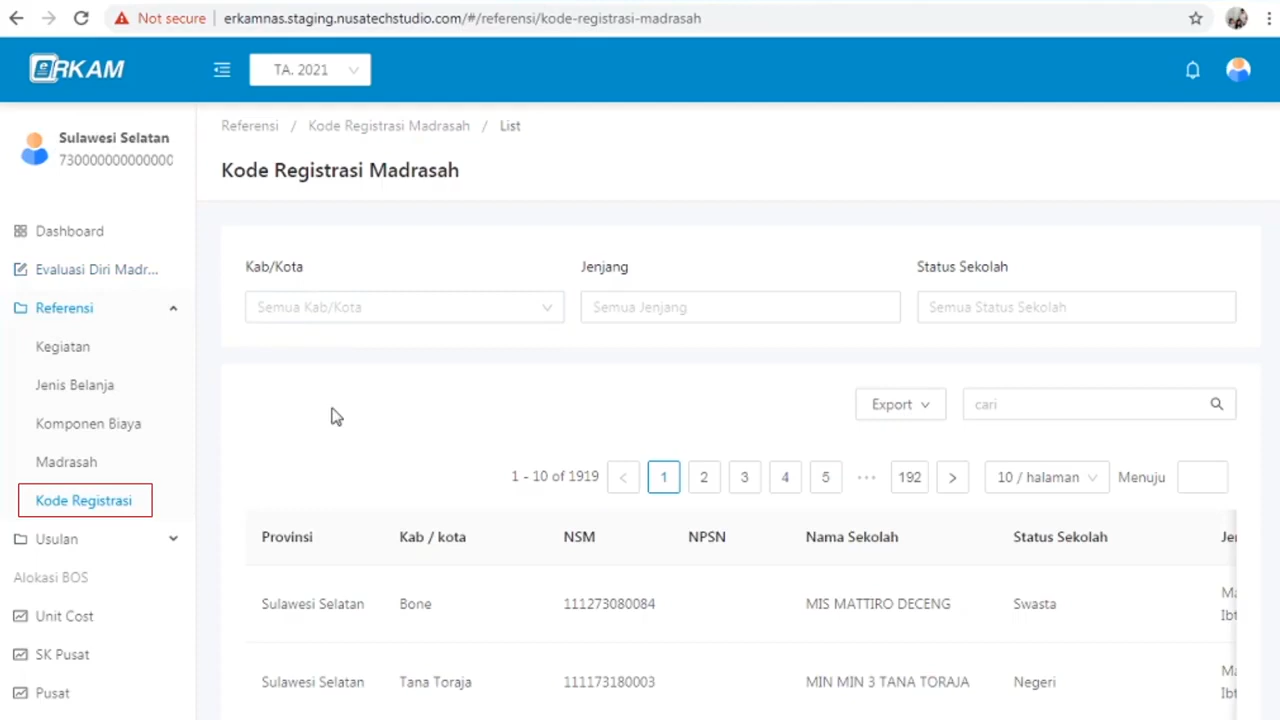 Not secure
erkamnas.staging.nusatechstudio.com/#/referensi/kode-registrasi-madrasah
eRKAM
TA. 2021
Sulawesi Selatan
730000000000000
Dashboard
Evaluasi Diri Madr...
Referensi
Kegiatan
Jenis Belanja
Komponen Biaya
Madrasah
Kode Registrasi
Usulan
Alokasi BOS
Unit Cost
SK Pusat
Pusat
Referensi / Kode Registrasi Madrasah / List
Kode Registrasi Madrasah
Kab/Kota Jenjang Status Sekolah
Semua Kab/Kota Semua Jenjang Semua Status Sekolah
Export cari
1 - 10 of 1919 < 1 2 3 4 5 ••• 192 > 10 / halaman Menuju
Provinsi Kab / kota NSM NPSN Nama Sekolah Status Sekolah
Sulawesi Selatan Bone 111273080084 MIS MATTIRO DECENG Swasta
Sulawesi Selatan Tana Toraja 111173180003 MIN MIN 3 TANA TORAJA Negeri